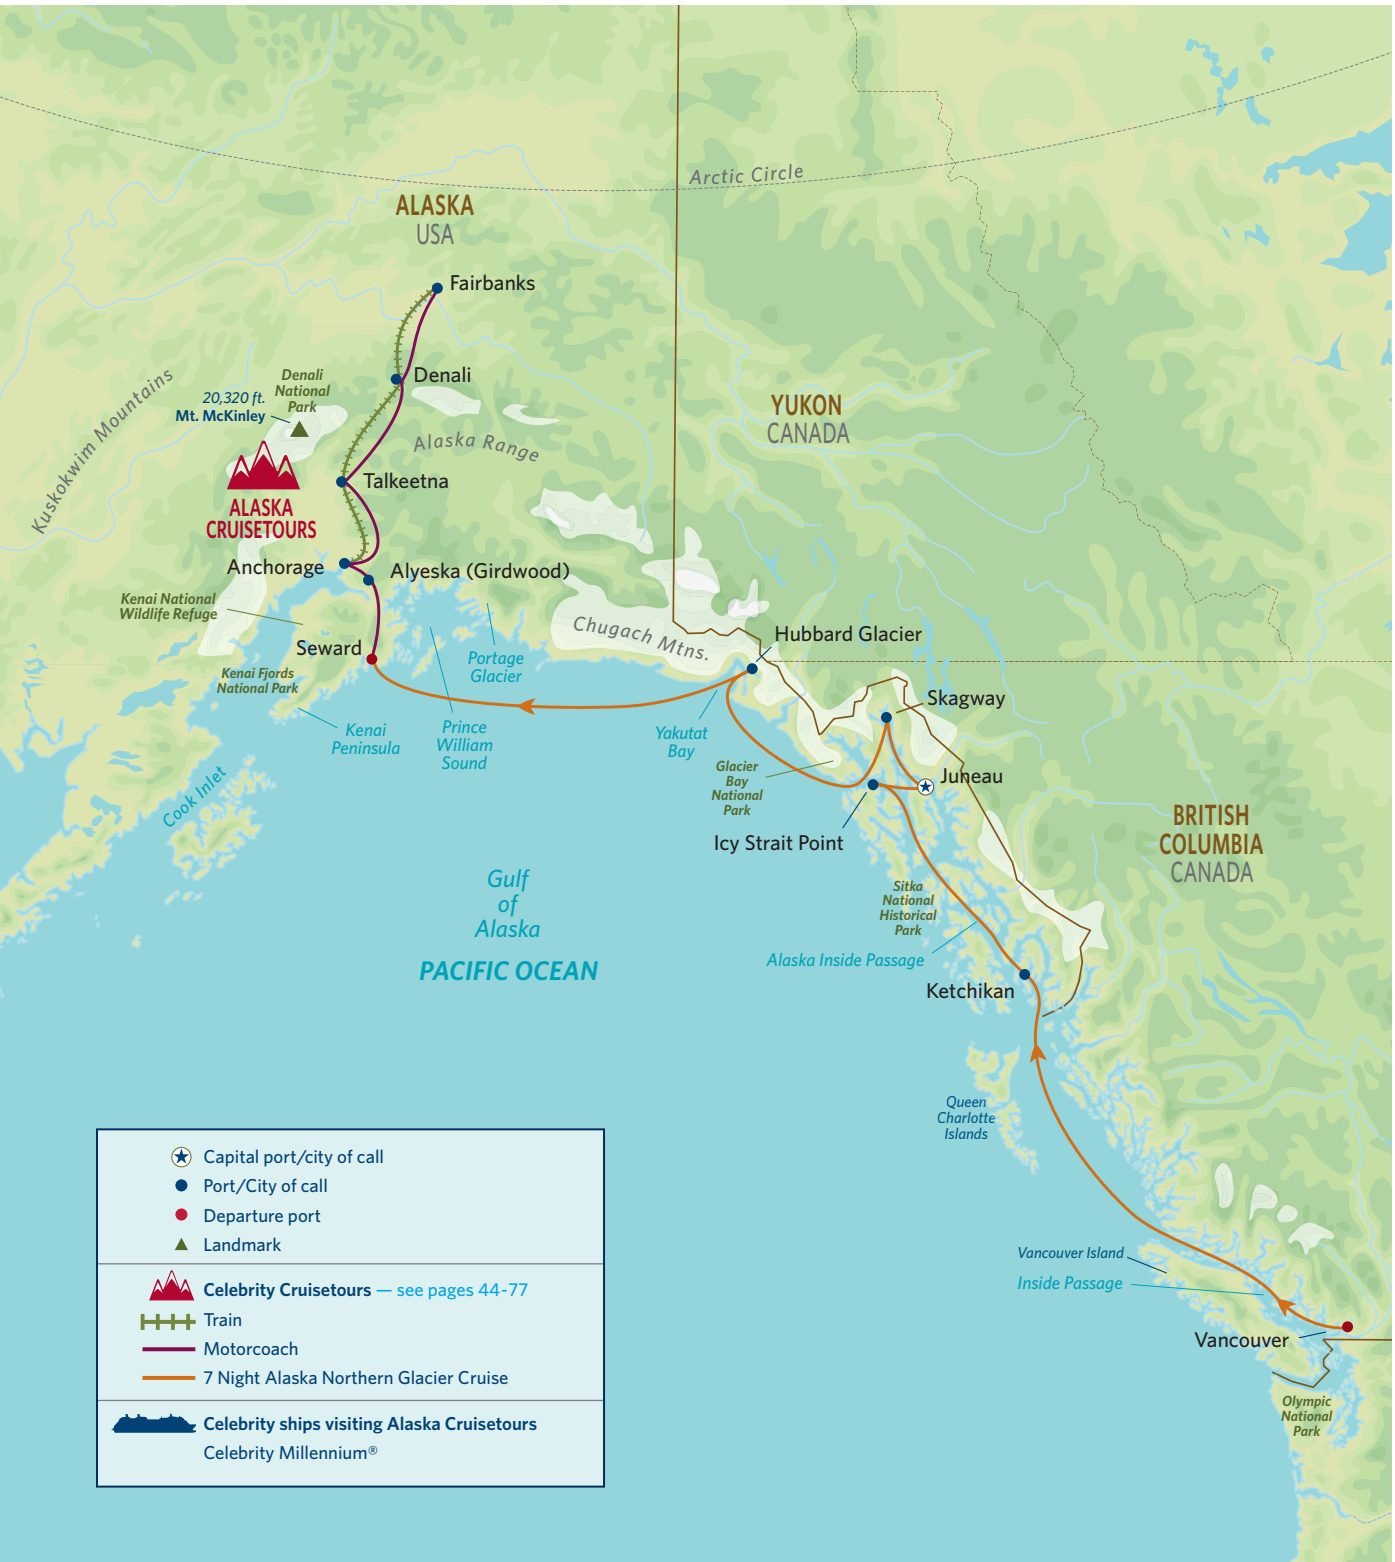 Arctic Circle
ALASKA
USA
Fairbanks
Denali
Denali
National
Park
20,320 ft.
Mt. McKinley
Kuskokwim Mountains
Alaska Range
YUKON
CANADA
Talkeetna
ALASKA
CRUISETOURS
Anchorage
Alyeska (Girdwood)
Kenai National
Wildlife Refuge
Chugach Mtns.
Hubbard Glacier
Seward
Portage
Glacier
Kenai Fjords
National Park
Skagway
Kenai
Peninsula
Prince
William
Sound
Yakutat
Bay
Glacier
Bay
National
Park
Juneau
Cook Inlet
Icy Strait Point
BRITISH
COLUMBIA
CANADA
Gulf
of
Alaska
PACIFIC OCEAN
Sitka
National
Historical
Park
Alaska Inside Passage
Ketchikan
Queen
Charlotte
Islands
Capital port/city of call
Port/City of call
Departure port
Landmark
Celebrity Cruisetours — see pages 44-77
Train
Motorcoach
7 Night Alaska Northern Glacier Cruise
Celebrity ships visiting Alaska Cruisetours
Celebrity Millennium®
Vancouver Island
Inside Passage
Vancouver
Olympic
National
Park